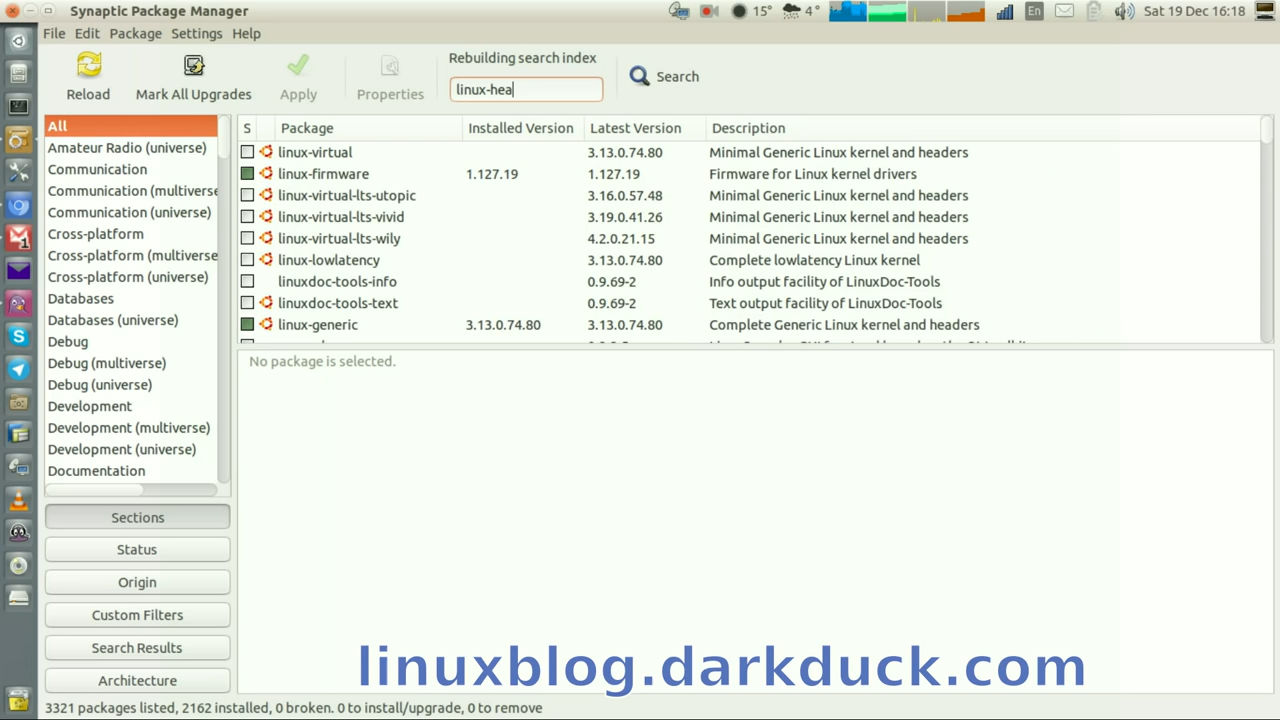 Synaptic Package Manager
15° 4° En Sat 19 Dec 16:18
File Edit Package Settings Help
Rebuilding search index
linux-hea
Search
Reload Mark All Upgrades Apply Properties
All
Amateur Radio (universe)
Communication
Communication (multiverse
Communication (universe)
Cross-platform
Cross-platform (multiverse
Cross-platform (universe)
Databases
Databases (universe)
Debug
Debug (multiverse)
Debug (universe)
Development
Development (multiverse)
Development (universe)
Documentation
Sections
Status
Origin
Custom Filters
Search Results
Architecture
S Package Installed Version Latest Version Description
linux-virtual 3.13.0.74.80 Minimal Generic Linux kernel and headers
linux-firmware 1.127.19 1.127.19 Firmware for Linux kernel drivers
linux-virtual-lts-utopic 3.16.0.57.48 Minimal Generic Linux kernel and headers
linux-virtual-lts-vivid 3.19.0.41.26 Minimal Generic Linux kernel and headers
linux-virtual-lts-wily 4.2.0.21.15 Minimal Generic Linux kernel and headers
linux-lowlatency 3.13.0.74.80 Complete lowlatency Linux kernel
linuxdoc-tools-info 0.9.69-2 Info output facility of LinuxDoc-Tools
linuxdoc-tools-text 0.9.69-2 Text output facility of LinuxDoc-Tools
linux-generic 3.13.0.74.80 3.13.0.74.80 Complete Generic Linux kernel and headers
No package is selected.
linuxblog.darkduck.com
3321 packages listed, 2162 installed, 0 broken. 0 to install/upgrade, 0 to remove